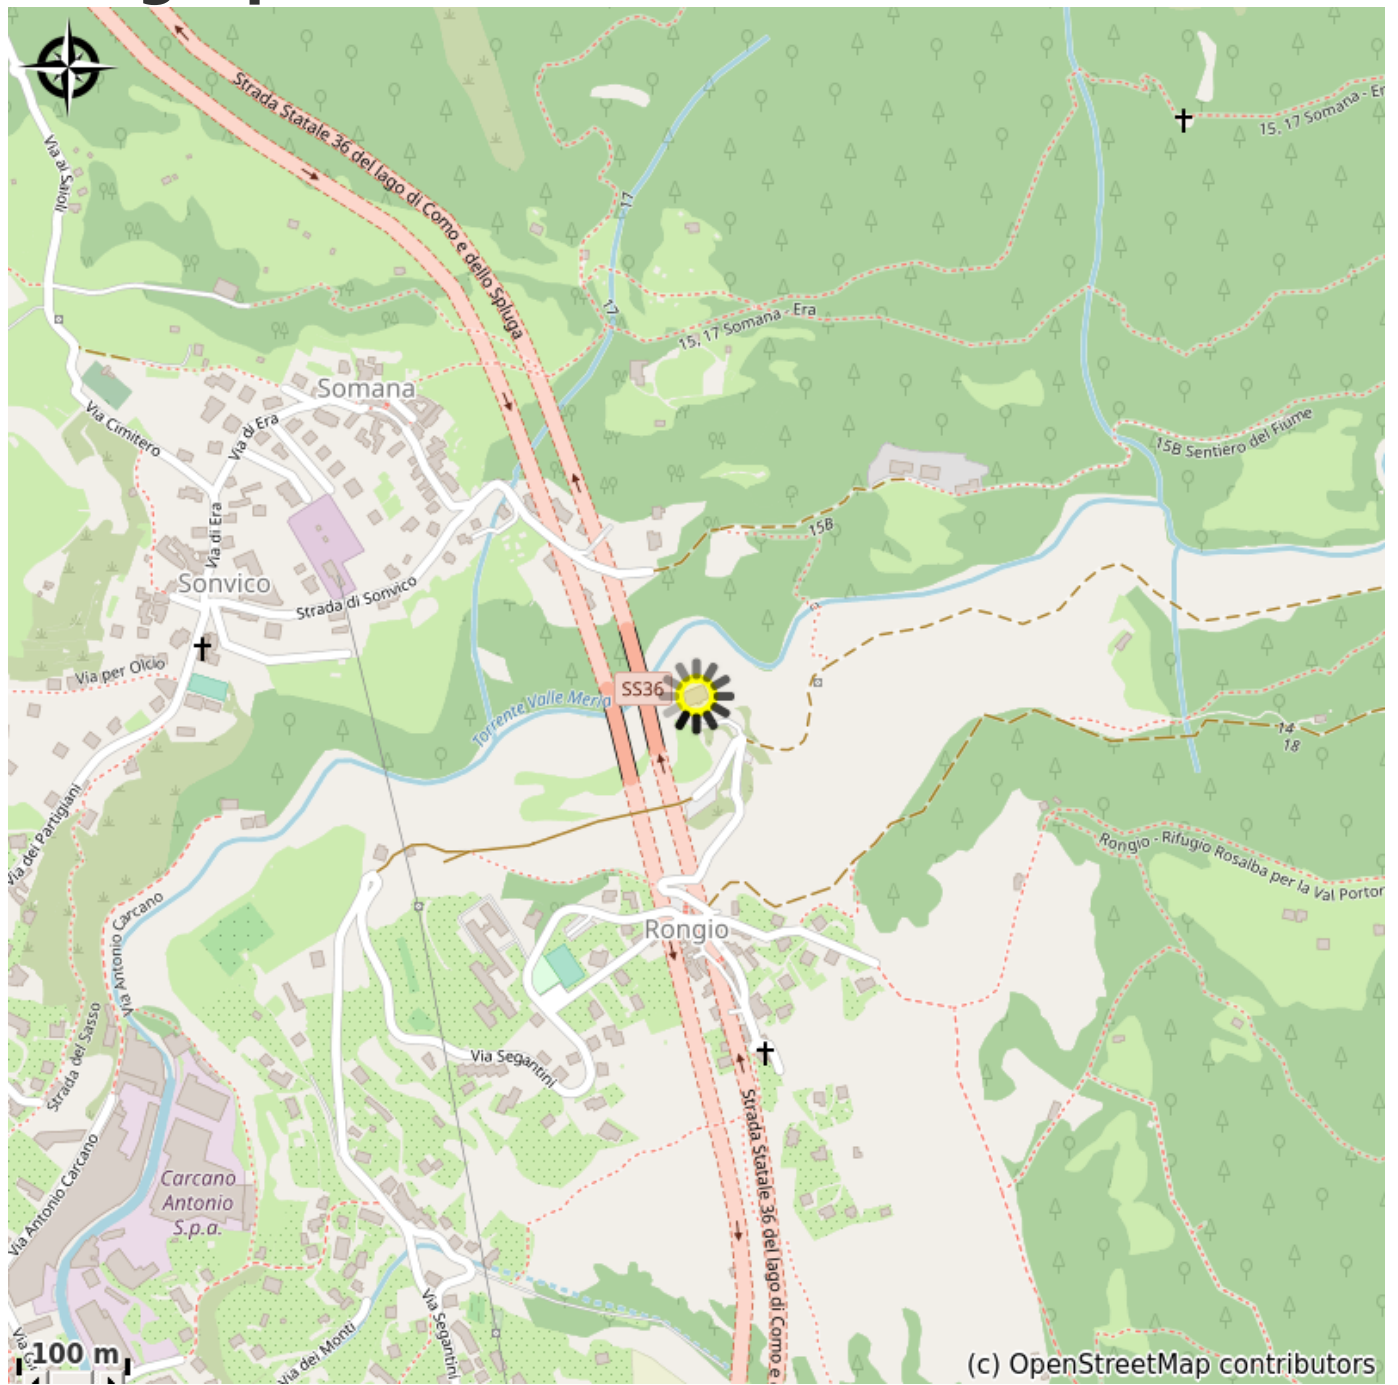 Strada Statale 36 del lago di Como e dello Spluga
Via ai Saioli
17
15, 17 Somana - Er
17
15, 17 Somana - Era
Somana
Via Cimitero
Via di Era
15B Sentiero del Fiume
Via di Era
15B
Sonvico
Strada di Sonvico
Via per Olcio
SS36
Torrente Valle Meria
14
18
Via dei Partigiani
Rongio - Rifugio Rosalba per la Val Portor
Via Antonio Carcano
Rongio
Strada del Sasso
Via Segantini
Strada Statale 36 del lago di Como e
Via Antonio Carcano
Carcano
Antonio
S.p.a.
Via Segantini
Via dei Monti
100 m
(c) OpenStreetMap contributors